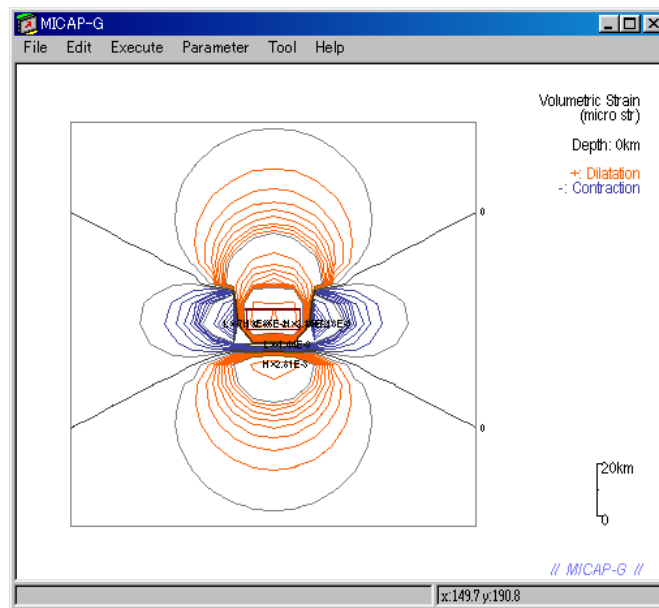 MICAP-G
File Edit Execute Parameter Tool Help
Volumetric Strain
(micro str)
Depth: 0km
+: Dilatation
-: Contraction
0
H×2.81E-3
0
20km
0
// MICAP-G //
x:149.7 y:190.8